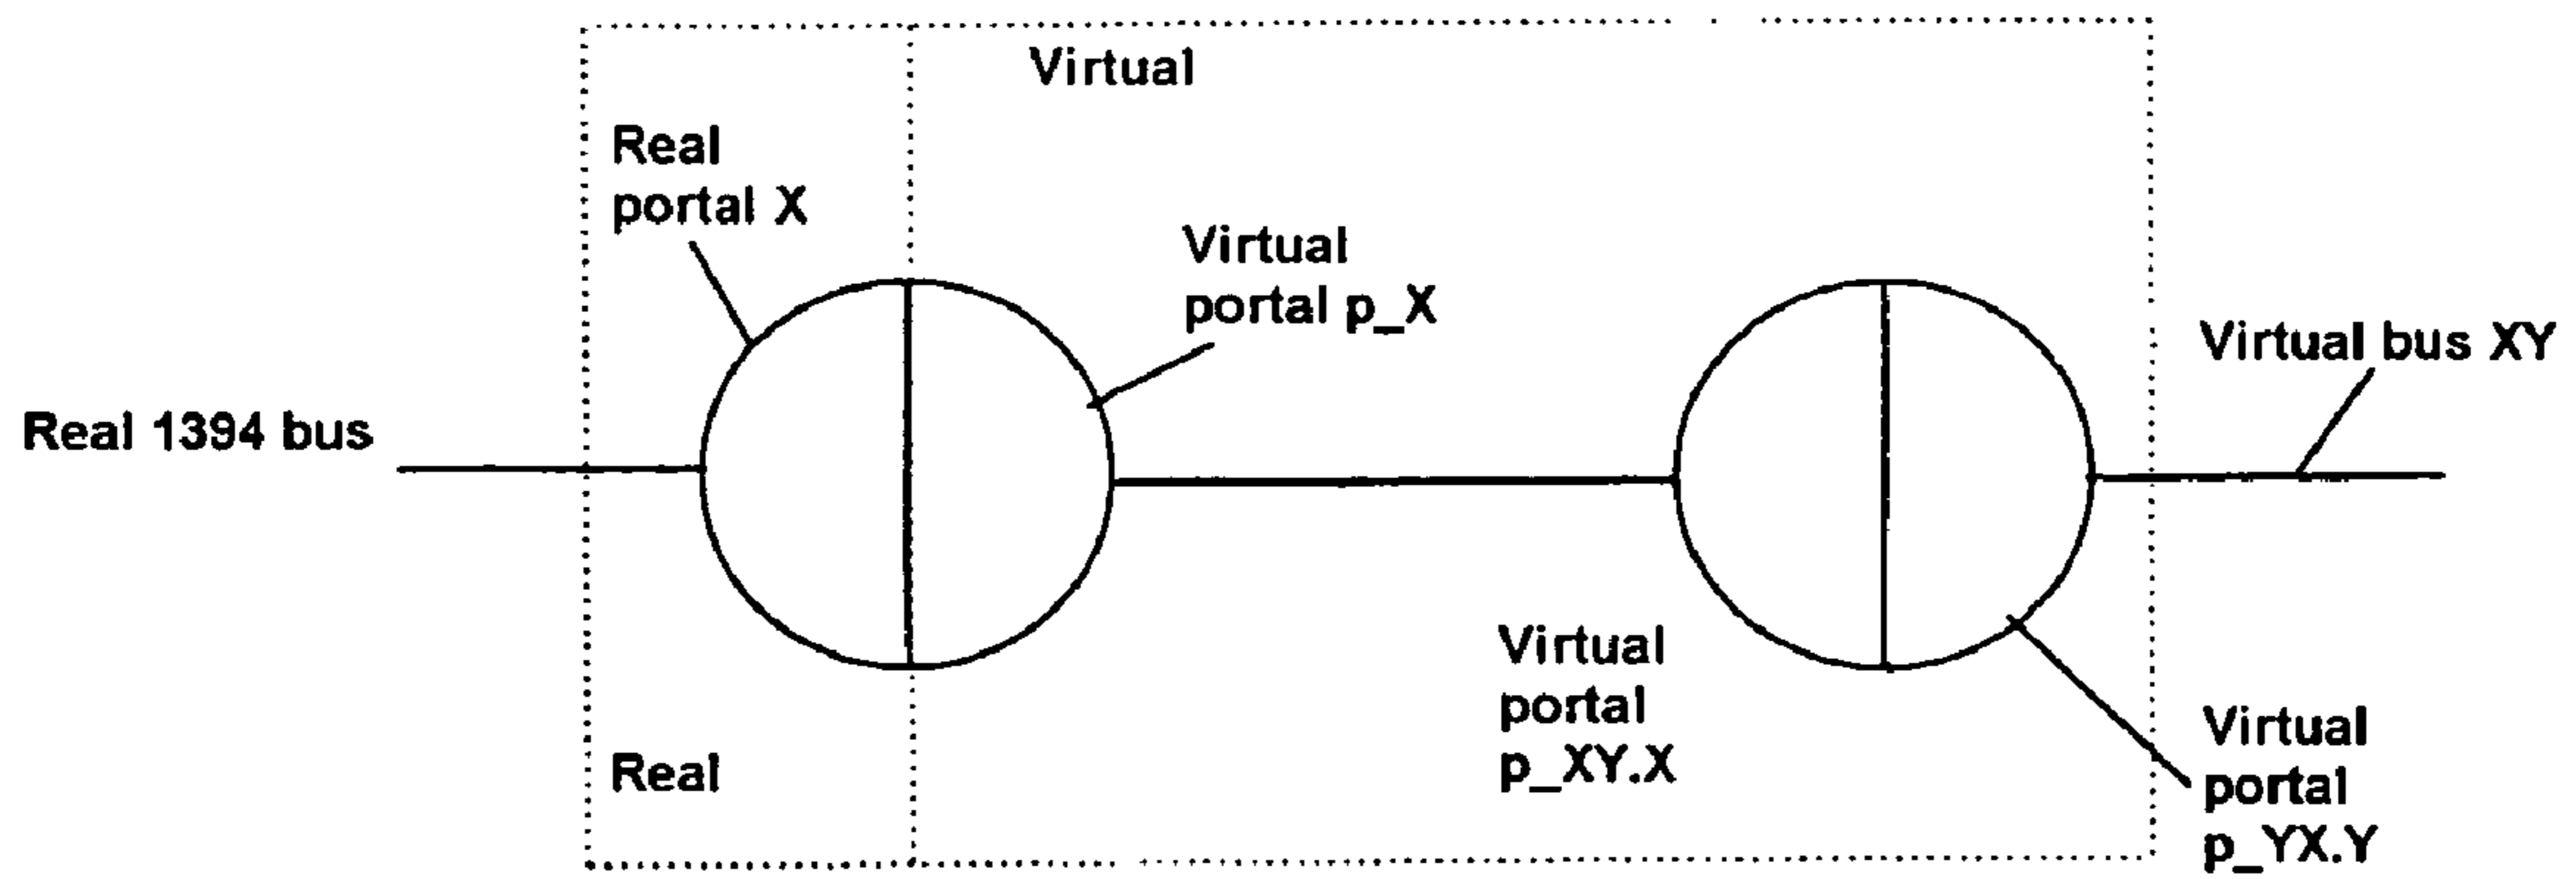 Virtual
Real
portal X
Virtual
portal p_X
Virtual bus XY
Real 1394 bus
Virtual
portal
p_XY.X
Real
Virtual
portal
p_YX.Y